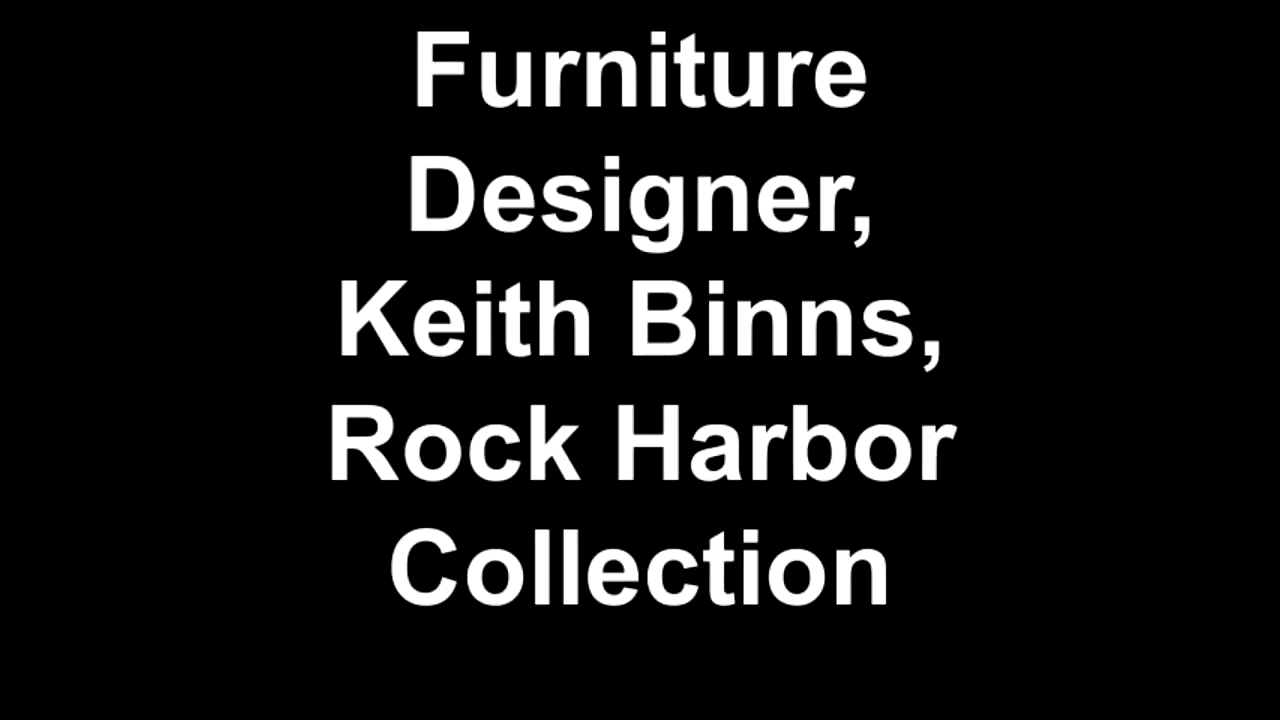 Furniture
Designer,
Keith Binns,
Rock Harbor
Collection